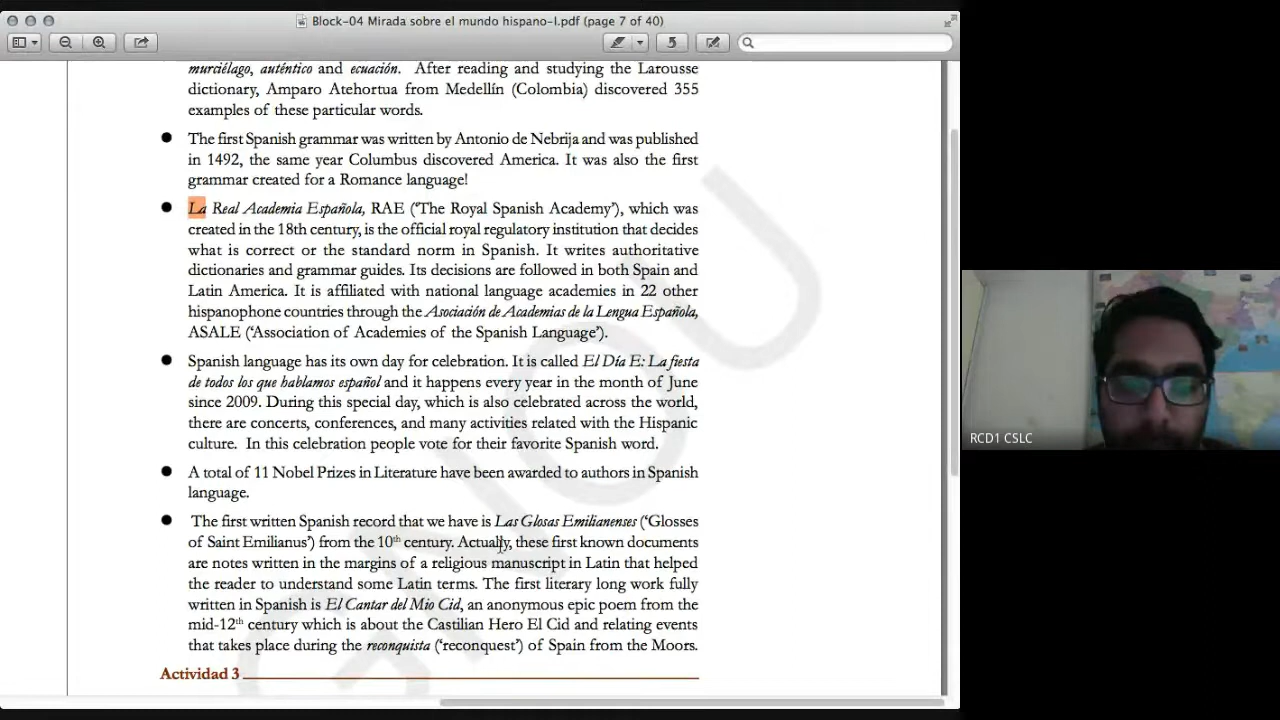 Block-04 Mirada sobre el mundo hispano-I.pdf (page 7 of 40)
murciélago, auténtico and ecuación. After reading and studying the Larousse
dictionary, Amparo Atehortua from Medellín (Colombia) discovered 355
examples of these particular words.
● The first Spanish grammar was written by Antonio de Nebrija and was published
in 1492, the same year Columbus discovered America. It was also the first
grammar created for a Romance language!
● La Real Academia Española, RAE (‘The Royal Spanish Academy’), which was
created in the 18th century, is the official royal regulatory institution that decides
what is correct or the standard norm in Spanish. It writes authoritative
dictionaries and grammar guides. Its decisions are followed in both Spain and
Latin America. It is affiliated with national language academies in 22 other
hispanophone countries through the Asociación de Academias de la Lengua Española,
ASALE (‘Association of Academies of the Spanish Language’).
● Spanish language has its own day for celebration. It is called El Día E: La fiesta
de todos los que hablamos español and it happens every year in the month of June
since 2009. During this special day, which is also celebrated across the world,
there are concerts, conferences, and many activities related with the Hispanic
culture. In this celebration people vote for their favorite Spanish word.
● A total of 11 Nobel Prizes in Literature have been awarded to authors in Spanish
language.
● The first written Spanish record that we have is Las Glosas Emilianenses (‘Glosses
of Saint Emilianus’) from the 10th century. Actually, these first known documents
are notes written in the margins of a religious manuscript in Latin that helped
the reader to understand some Latin terms. The first literary long work fully
written in Spanish is El Cantar del Mio Cid, an anonymous epic poem from the
mid-12th century which is about the Castilian Hero El Cid and relating events
that takes place during the reconquista (‘reconquest’) of Spain from the Moors.
Actividad 3
RCD1 CSLC